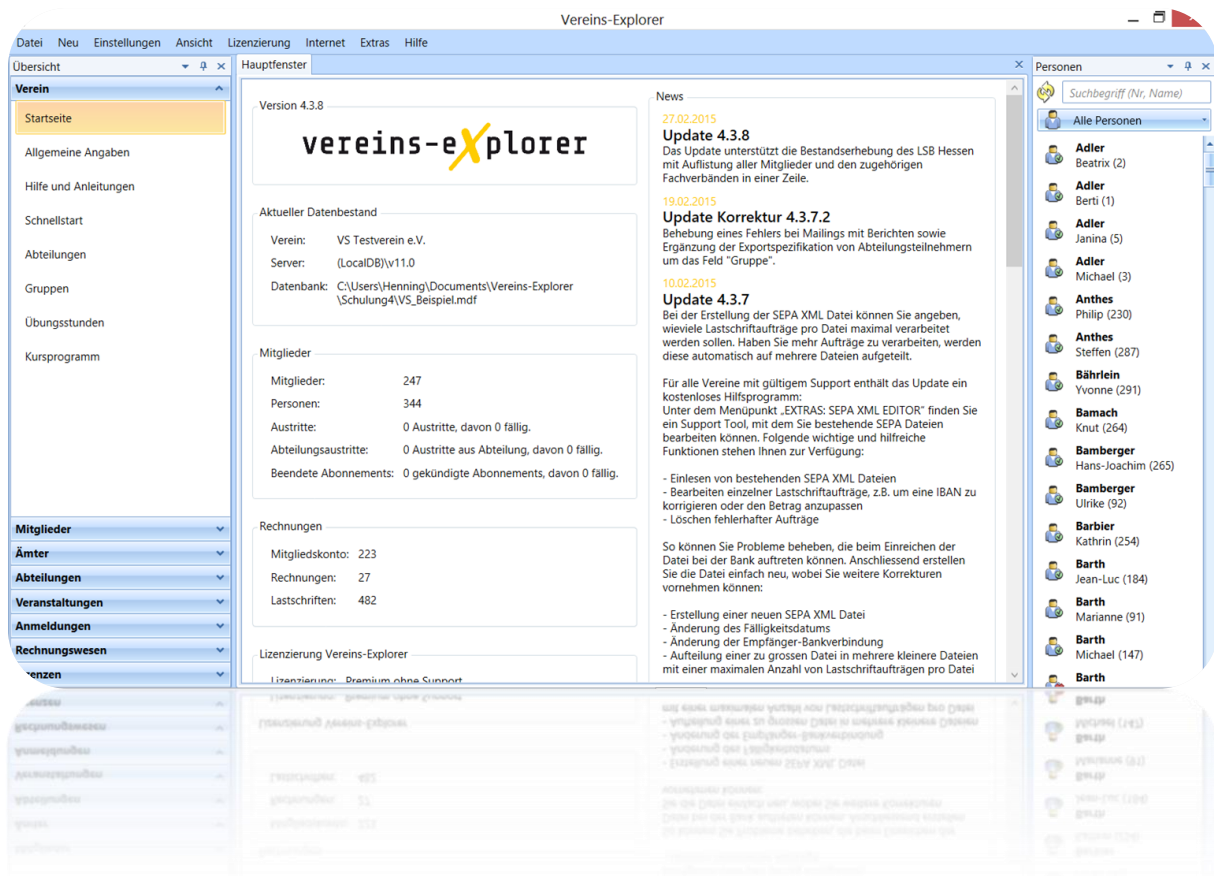 Vereins-Explorer
Datei Neu Einstellungen Ansicht Lizenzierung Internet Extras Hilfe
Übersicht
Verein
Startseite
Allgemeine Angaben
Hilfe und Anleitungen
Schnellstart
Abteilungen
Gruppen
Übungsstunden
Kursprogramm
Mitglieder
Ämter
Abteilungen
Veranstaltungen
Anmeldungen
Rechnungswesen
Hauptfenster
Version 4.3.8
vereins-eXplorer
Aktueller Datenbestand
Verein: VS Testverein e.V.
Server: (LocalDB)\v11.0
Datenbank: C:\Users\Henning\Documents\Vereins-Explorer
\Schulung4\VS_Beispiel.mdf
Mitglieder
Mitglieder: 247
Personen: 344
Austritte: 0 Austritte, davon 0 fällig.
Abteilungsaustritte: 0 Austritte aus Abteilung, davon 0 fällig.
Beendete Abonnements: 0 gekündigte Abonnements, davon 0 fällig.
Rechnungen
Mitgliedskonto: 223
Rechnungen: 27
Lastschriften: 482
Lizenzierung Vereins-Explorer
Lizenzierung: Premium ohne Support
News
27.02.2015
Update 4.3.8
Das Update unterstützt die Bestandserhebung des LSB Hessen
mit Auflistung aller Mitglieder und den zugehörigen
Fachverbänden in einer Zeile.
19.02.2015
Update Korrektur 4.3.7.2
Behebung eines Fehlers bei Mailings mit Berichten sowie
Ergänzung der Exportspezifikation von Abteilungsteilnehmern
um das Feld "Gruppe".
10.02.2015
Update 4.3.7
Bei der Erstellung der SEPA XML Datei können Sie angeben,
wieviele Lastschriftaufträge pro Datei maximal verarbeitet
werden sollen. Haben Sie mehr Aufträge zu verarbeiten, werden
diese automatisch auf mehrere Dateien aufgeteilt.
Für alle Vereine mit gültigem Support enthält das Update ein
kostenloses Hilfsprogramm:
Unter dem Menüpunkt „EXTRAS: SEPA XML EDITOR" finden Sie
ein Support Tool, mit dem Sie bestehende SEPA Dateien
bearbeiten können. Folgende wichtige und hilfreiche
Funktionen stehen Ihnen zur Verfügung:
- Einlesen von bestehenden SEPA XML Dateien
- Bearbeiten einzelner Lastschriftaufträge, z.B. um eine IBAN zu
korrigieren oder den Betrag anzupassen
- Löschen fehlerhafter Aufträge
So können Sie Probleme beheben, die beim Einreichen der
Datei bei der Bank auftreten können. Anschliessend erstellen
Sie die Datei einfach neu, wobei Sie weitere Korrekturen
vornehmen können:
- Erstellung einer neuen SEPA XML Datei
- Änderung des Fälligkeitsdatums
- Änderung der Empfänger-Bankverbindung
- Aufteilung einer zu grossen Datei in mehrere kleinere Dateien
mit einer maximalen Anzahl von Lastschriftaufträgen pro Datei
Personen
Suchbegriff (Nr, Name)
Alle Personen
Adler
Beatrix (2)
Adler
Berti (1)
Adler
Janina (5)
Adler
Michael (3)
Anthes
Philip (230)
Anthes
Steffen (287)
Bährlein
Yvonne (291)
Bamach
Knut (264)
Bamberger
Hans-Joachim (265)
Bamberger
Ulrike (92)
Barbier
Kathrin (254)
Barth
Jean-Luc (184)
Barth
Marianne (91)
Barth
Michael (147)
Barth